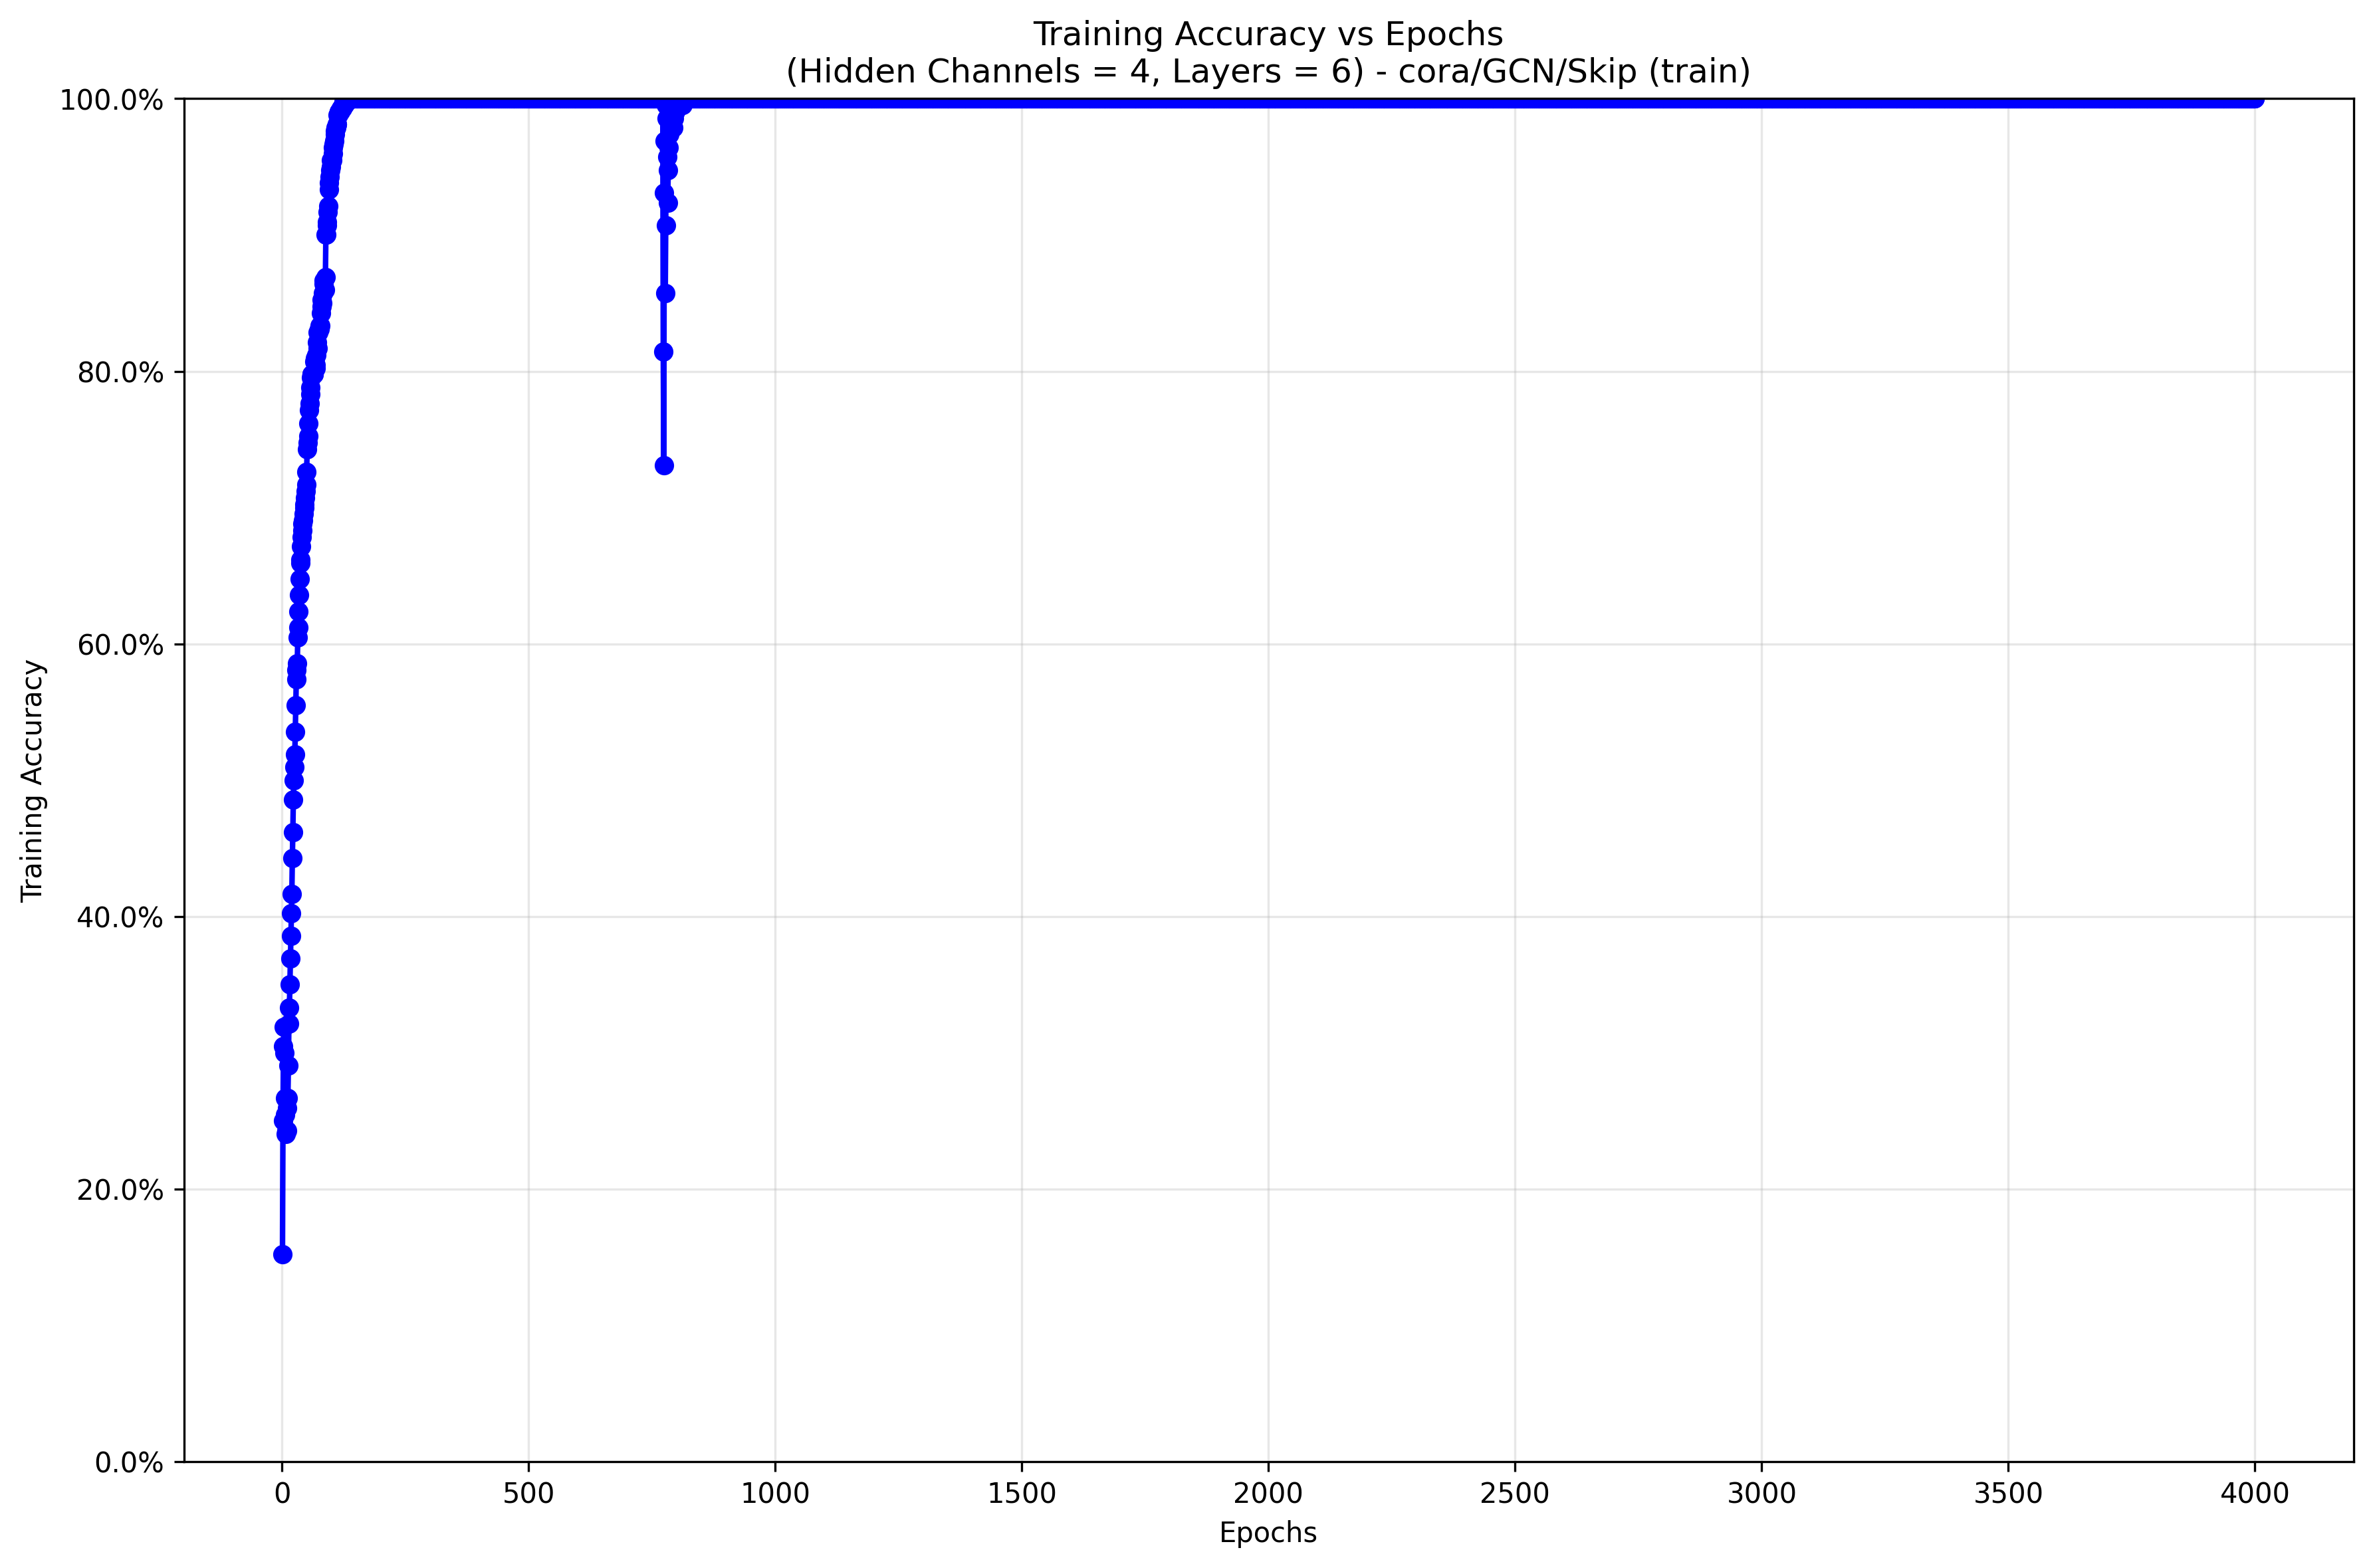 Training Accuracy vs Epochs
(Hidden Channels = 4, Layers = 6) - cora/GCN/Skip (train)
100.0%
80.0%
60.0%
40.0%
20.0%
0.0%
Training Accuracy
0 500 1000 1500 2000 2500 3000 3500 4000
Epochs